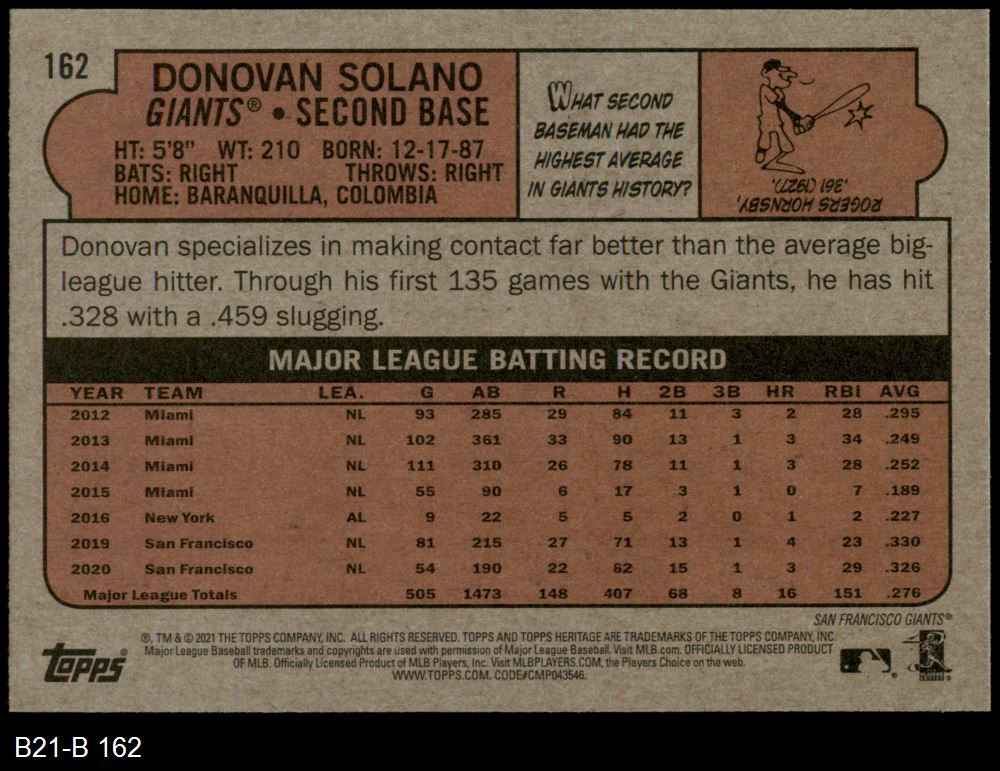 162
DONOVAN SOLANO
GIANTS® • SECOND BASE
HT: 5'8" WT: 210 BORN: 12-17-87
BATS: RIGHT THROWS: RIGHT
HOME: BARANQUILLA, COLOMBIA
WHAT SECOND
BASEMAN HAD THE
HIGHEST AVERAGE
IN GIANTS HISTORY?
ROGERS HORNSBY,
.361 (1927).
Donovan specializes in making contact far better than the average big-
league hitter. Through his first 135 games with the Giants, he has hit
.328 with a .459 slugging.
MAJOR LEAGUE BATTING RECORD
YEAR TEAM LEA. G AB R H 2B 3B HR RBI AVG
2012 Miami NL 93 285 29 84 11 3 2 28 .295
2013 Miami NL 102 361 33 90 13 1 3 34 .249
2014 Miami NL 111 310 26 78 11 1 3 28 .252
2015 Miami NL 55 90 6 17 3 1 0 7 .189
2016 New York AL 9 22 5 5 2 0 1 2 .227
2019 San Francisco NL 81 215 27 71 13 1 4 23 .330
2020 San Francisco NL 54 190 22 62 15 1 3 29 .326
Major League Totals 505 1473 148 407 68 8 16 151 .276
SAN FRANCISCO GIANTS®
®, TM & © 2021 THE TOPPS COMPANY, INC. ALL RIGHTS RESERVED. TOPPS AND TOPPS HERITAGE ARE TRADEMARKS OF THE TOPPS COMPANY, INC.
Major League Baseball trademarks and copyrights are used with permission of Major League Baseball. Visit MLB.com. OFFICIALLY LICENSED PRODUCT
OF MLB. Officially Licensed Product of MLB Players, Inc. Visit MLBPLAYERS.COM, the Players Choice on the web.
WWW.TOPPS.COM. CODE#CMP043546.
topps®
B21-B 162